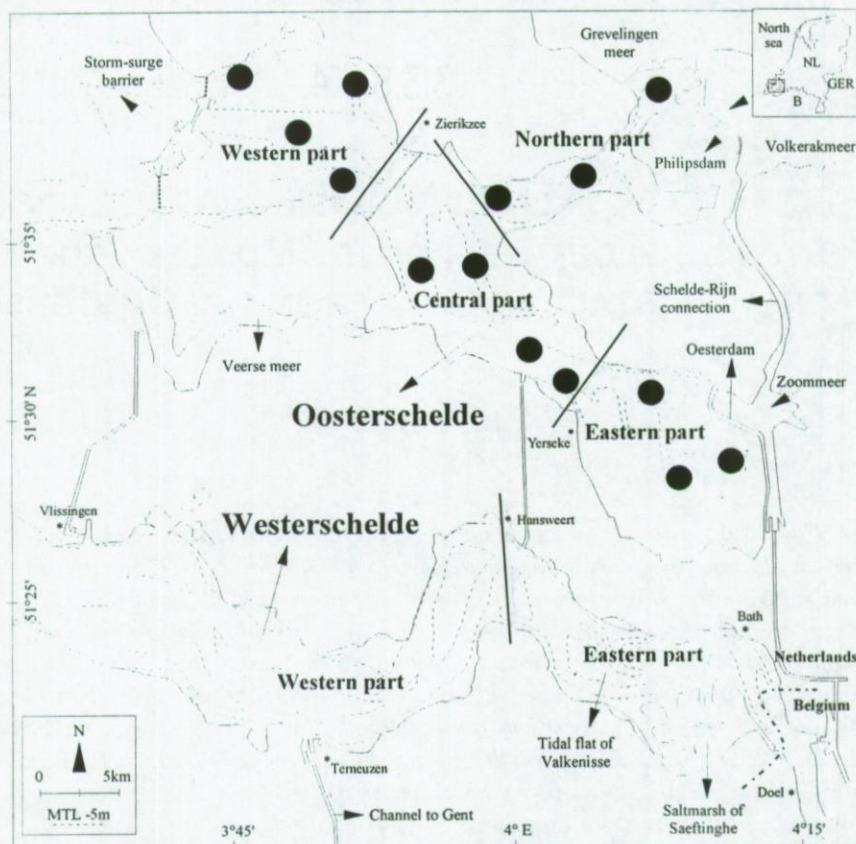 North
sea
NL
GER
B
Grevelingen
meer
Storm-surge
barrier
Zierikzee
Northern part
Western part
Philipsdam
Volkerakmeer
51°35'
Central part
Schelde-Rijn
connection
Veerse meer
Oesterdam
Zoommeer
Oosterschelde
51°30' N
Yerseke
Eastern part
Vlissingen
Westerschelde
Hansweert
51°25'
Bath
Netherlands
Western part
Eastern part
Belgium
N
0 5km
MTL -5m
Terneuzen
Tidal flat of
Valkenisse
Doel
Channel to Gent
Saltmarsh of
Saeftinghe
3°45'
4° E
4°15'